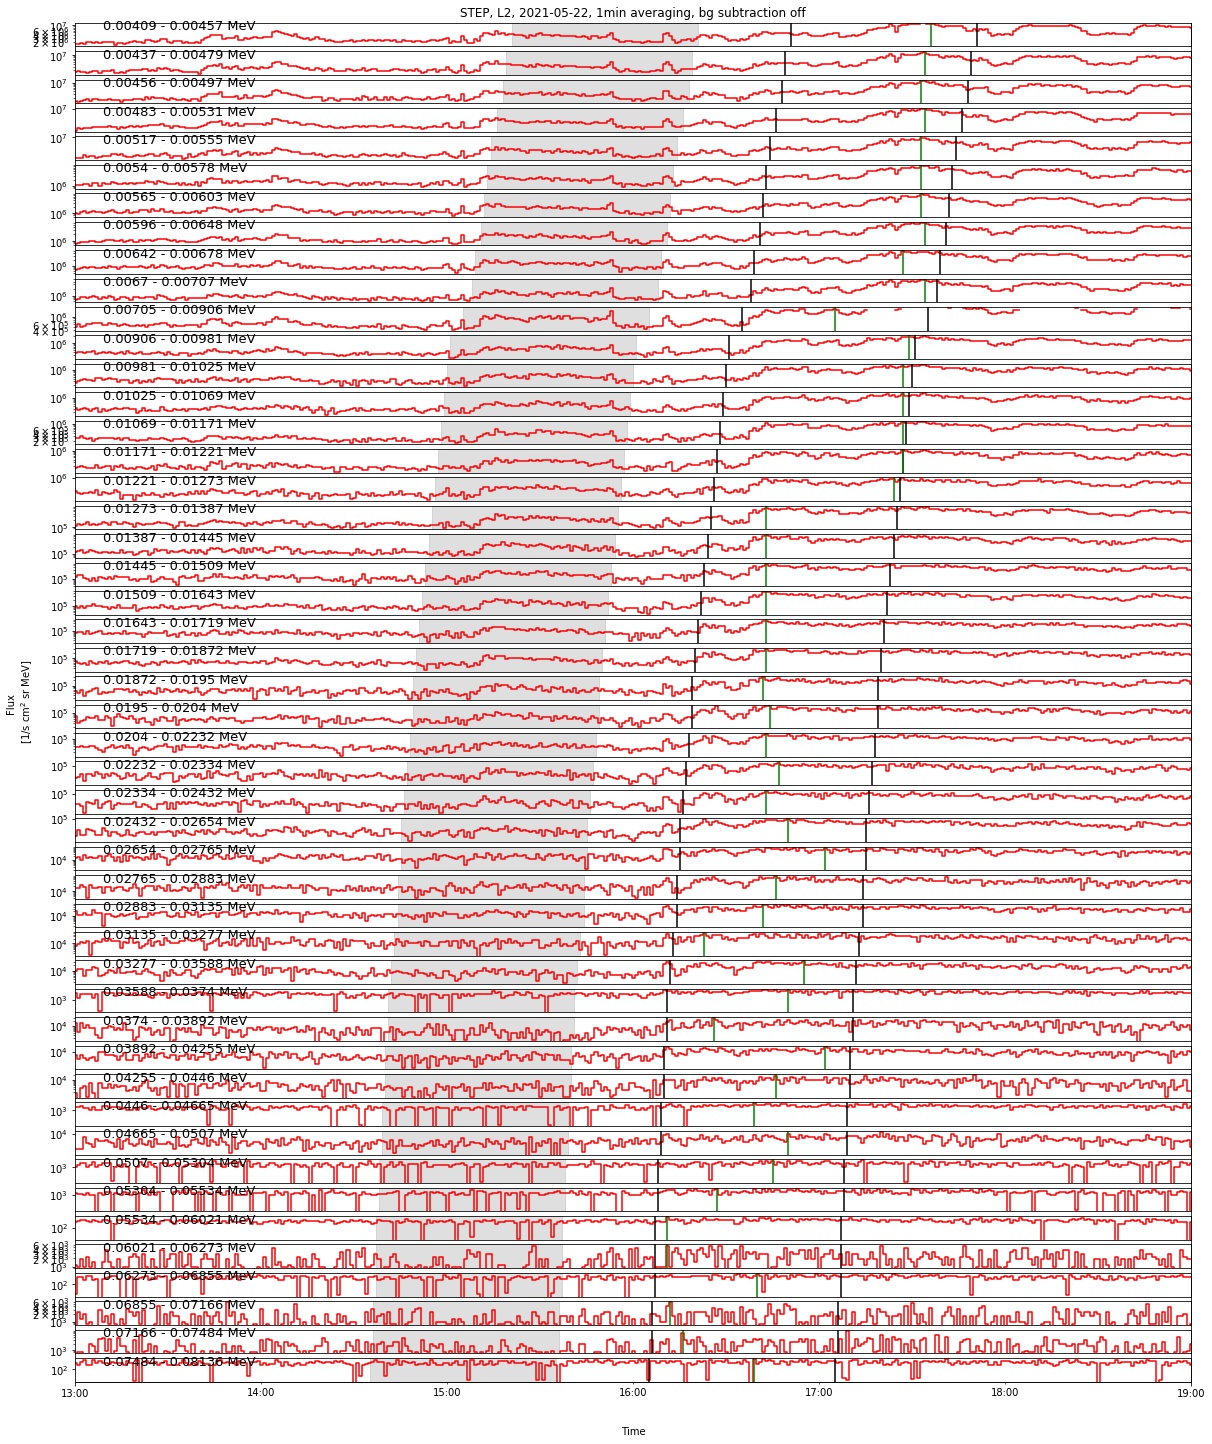 STEP, L2, 2021-05-22, 1min averaging, bg subtraction off
0.00409 - 0.00457 MeV
0.00437 - 0.00479 MeV
0.00456 - 0.00497 MeV
0.00483 - 0.00531 MeV
0.00517 - 0.00555 MeV
0.0054 - 0.00578 MeV
0.00565 - 0.00603 MeV
0.00596 - 0.00648 MeV
0.00642 - 0.00678 MeV
0.0067 - 0.00707 MeV
0.00705 - 0.00906 MeV
0.00906 - 0.00981 MeV
0.00981 - 0.01025 MeV
0.01025 - 0.01069 MeV
0.01069 - 0.01171 MeV
0.01171 - 0.01221 MeV
0.01221 - 0.01273 MeV
0.01273 - 0.01387 MeV
0.01387 - 0.01445 MeV
0.01445 - 0.01509 MeV
0.01509 - 0.01643 MeV
0.01643 - 0.01719 MeV
0.01719 - 0.01872 MeV
0.01872 - 0.0195 MeV
0.0195 - 0.0204 MeV
0.0204 - 0.02232 MeV
0.02232 - 0.02334 MeV
0.02334 - 0.02432 MeV
0.02432 - 0.02654 MeV
0.02654 - 0.02765 MeV
0.02765 - 0.02883 MeV
0.02883 - 0.03135 MeV
0.03135 - 0.03277 MeV
0.03277 - 0.03588 MeV
0.03588 - 0.0374 MeV
0.0374 - 0.03892 MeV
0.03892 - 0.04255 MeV
0.04255 - 0.0446 MeV
0.0446 - 0.04665 MeV
0.04665 - 0.0507 MeV
0.0507 - 0.05304 MeV
0.05304 - 0.05534 MeV
0.05534 - 0.06021 MeV
0.06021 - 0.06273 MeV
0.06273 - 0.06855 MeV
0.06855 - 0.07166 MeV
0.07166 - 0.07484 MeV
0.07484 - 0.08136 MeV
Flux
[1/s cm² sr MeV]
13:00 14:00 15:00 16:00 17:00 18:00 19:00
Time